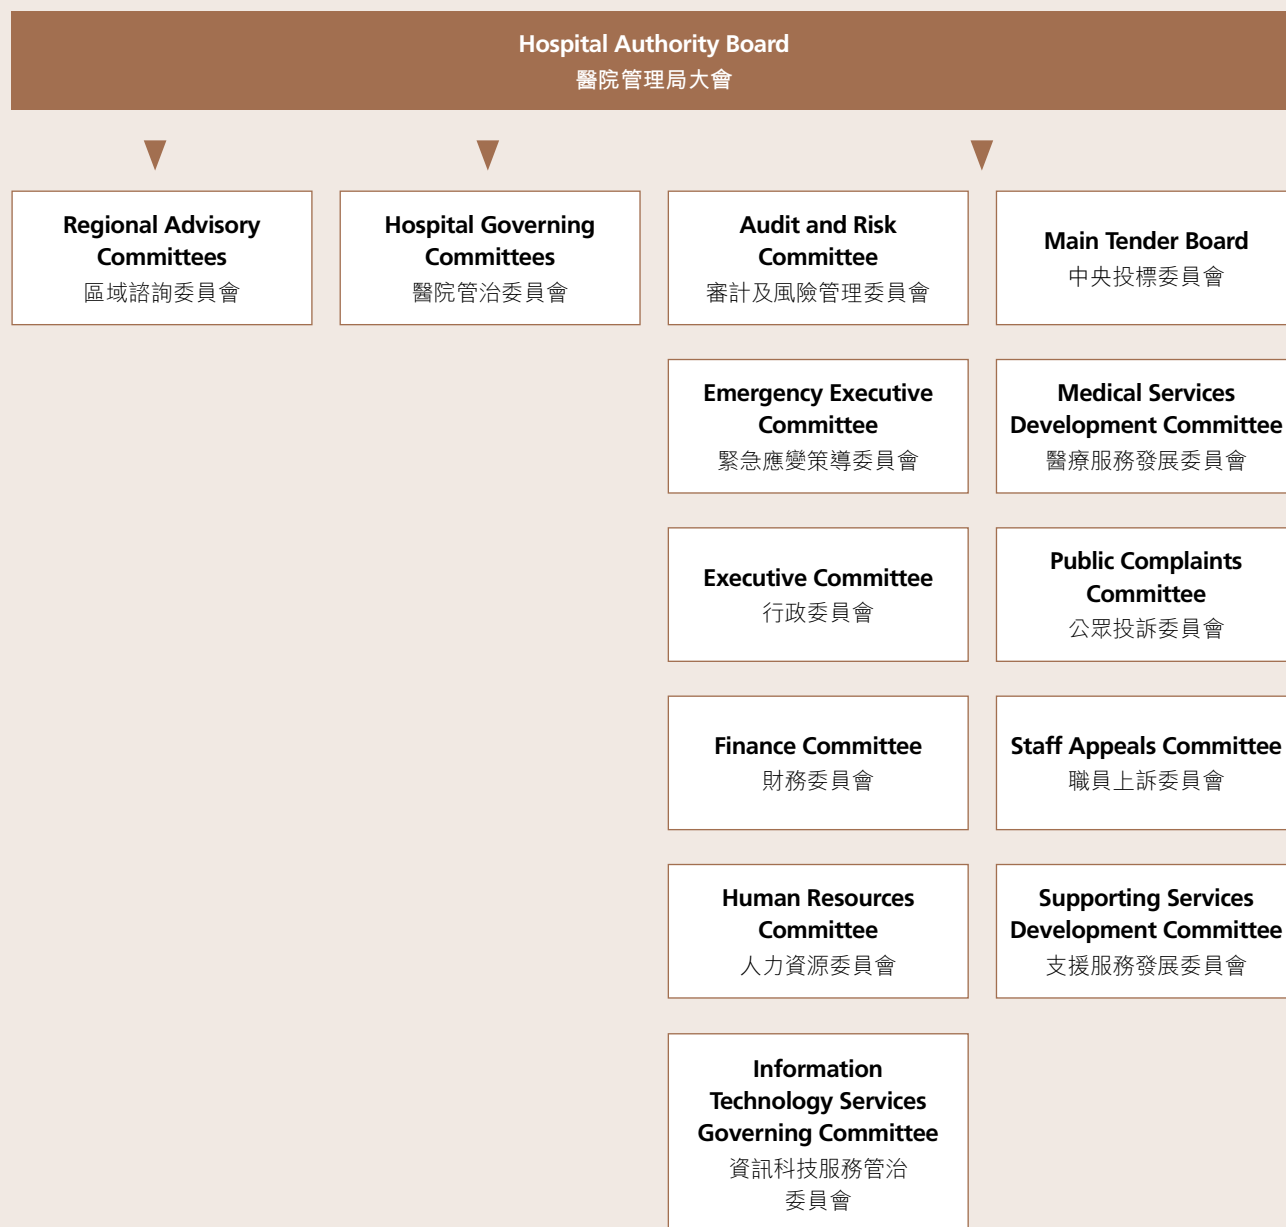 Hospital Authority Board
醫院管理局大會
Regional Advisory
Committees
區域諮詢委員會
Hospital Governing
Committees
醫院管治委員會
Audit and Risk
Committee
審計及風險管理委員會
Main Tender Board
中央投標委員會
Emergency Executive
Committee
緊急應變策導委員會
Medical Services
Development Committee
醫療服務發展委員會
Executive Committee
行政委員會
Public Complaints
Committee
公眾投訴委員會
Finance Committee
財務委員會
Staff Appeals Committee
職員上訴委員會
Human Resources
Committee
人力資源委員會
Supporting Services
Development Committee
支援服務發展委員會
Information
Technology Services
Governing Committee
資訊科技服務管治
委員會